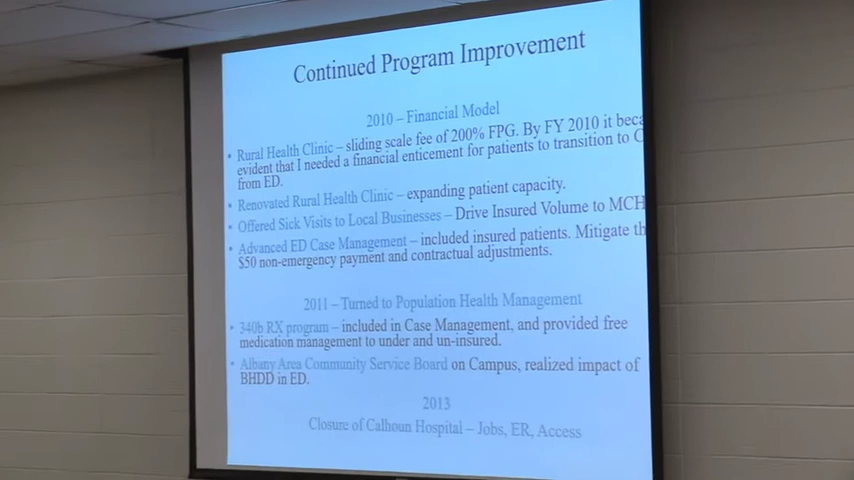 Continued Program Improvement
2010 – Financial Model
• Rural Health Clinic – sliding scale fee of 200% FPG. By FY 2010 it beca
evident that I needed a financial enticement for patients to transition to C
from ED.
• Renovated Rural Health Clinic – expanding patient capacity.
• Offered Sick Visits to Local Businesses – Drive Insured Volume to MCH
• Advanced ED Case Management – included insured patients. Mitigate th
$50 non-emergency payment and contractual adjustments.
2011 – Turned to Population Health Management
• 340b RX program – included in Case Management, and provided free
medication management to under and un-insured.
• Albany Area Community Service Board on Campus, realized impact of
BHDD in ED.
2013
Closure of Calhoun Hospital – Jobs, ER, Access